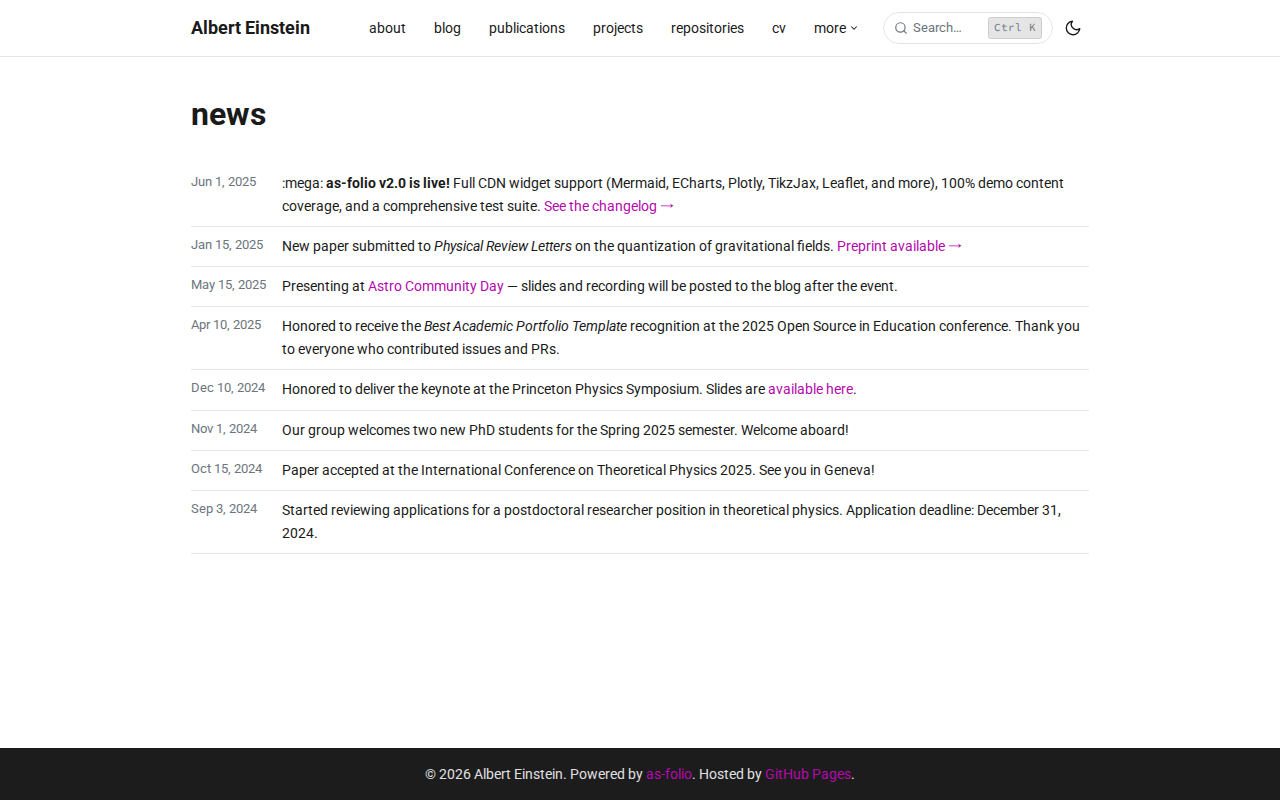 Albert Einstein about blog publications projects repositories cv more Search... Ctrl K
news
Jun 1, 2025 :mega: as-folio v2.0 is live! Full CDN widget support (Mermaid, ECharts, Plotly, TikzJax, Leaflet, and more), 100% demo content
coverage, and a comprehensive test suite. See the changelog →
Jan 15, 2025 New paper submitted to Physical Review Letters on the quantization of gravitational fields. Preprint available →
May 15, 2025 Presenting at Astro Community Day — slides and recording will be posted to the blog after the event.
Apr 10, 2025 Honored to receive the Best Academic Portfolio Template recognition at the 2025 Open Source in Education conference. Thank you
to everyone who contributed issues and PRs.
Dec 10, 2024 Honored to deliver the keynote at the Princeton Physics Symposium. Slides are available here.
Nov 1, 2024 Our group welcomes two new PhD students for the Spring 2025 semester. Welcome aboard!
Oct 15, 2024 Paper accepted at the International Conference on Theoretical Physics 2025. See you in Geneva!
Sep 3, 2024 Started reviewing applications for a postdoctoral researcher position in theoretical physics. Application deadline: December 31,
2024.
© 2026 Albert Einstein. Powered by as-folio. Hosted by GitHub Pages.